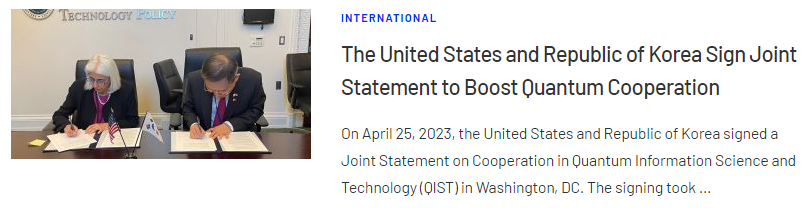 TECHNOLOGY POLICY
INTERNATIONAL
The United States and Republic of Korea Sign Joint
Statement to Boost Quantum Cooperation
On April 25, 2023, the United States and Republic of Korea signed a
Joint Statement on Cooperation in Quantum Information Science and
Technology (QIST) in Washington, DC. The signing took ...